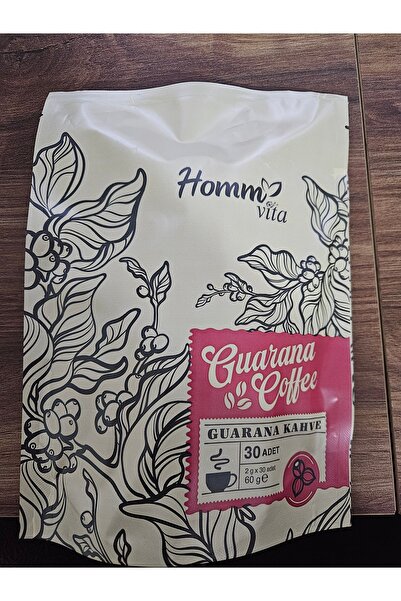 Homm
vita
Guarana
Coffee
GUARANA KAHVE
30 ADET
2 g x 30 adet
60 g ℮